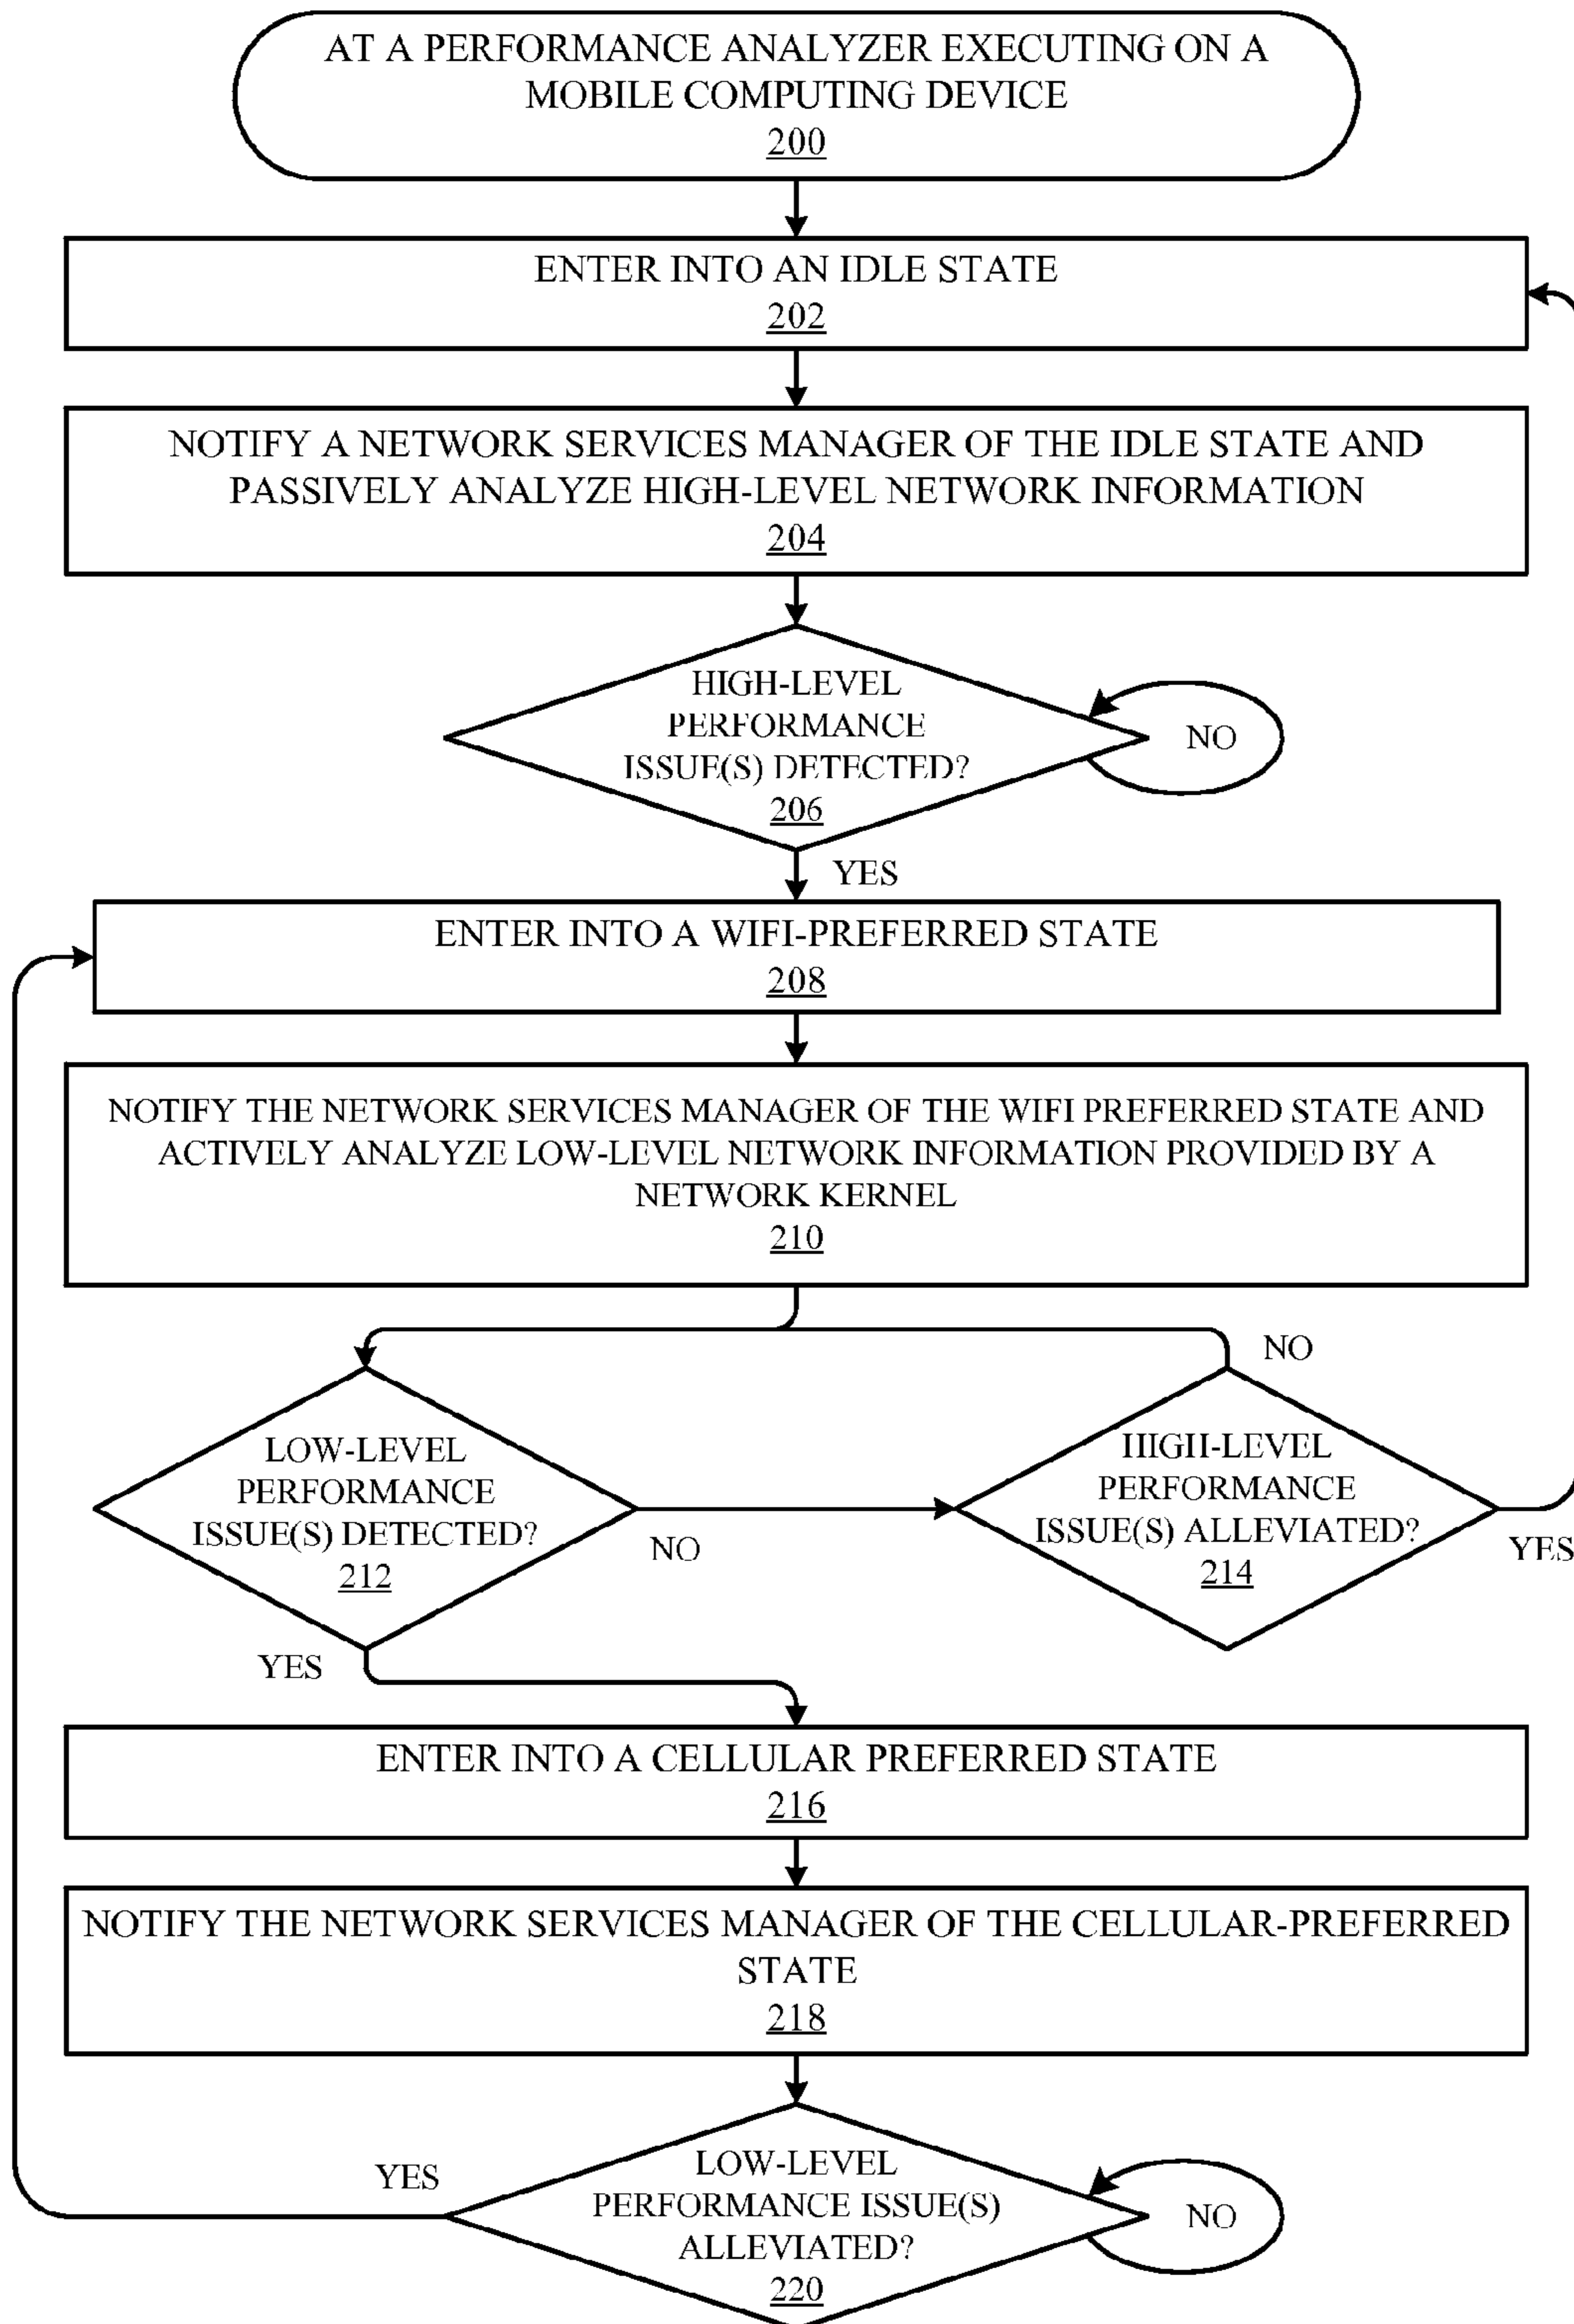 AT A PERFORMANCE ANALYZER EXECUTING ON A
MOBILE COMPUTING DEVICE
200
ENTER INTO AN IDLE STATE
202
NOTIFY A NETWORK SERVICES MANAGER OF THE IDLE STATE AND
PASSIVELY ANALYZE HIGH-LEVEL NETWORK INFORMATION
204
HIGH-LEVEL
PERFORMANCE
ISSUE(S) DETECTED?
206
NO
YES
ENTER INTO A WIFI-PREFERRED STATE
208
NOTIFY THE NETWORK SERVICES MANAGER OF THE WIFI PREFERRED STATE AND
ACTIVELY ANALYZE LOW-LEVEL NETWORK INFORMATION PROVIDED BY A
NETWORK KERNEL
210
LOW-LEVEL
PERFORMANCE
ISSUE(S) DETECTED?
212
NO
YES
NO
HIGH-LEVEL
PERFORMANCE
ISSUE(S) ALLEVIATED?
214
YES
ENTER INTO A CELLULAR PREFERRED STATE
216
NOTIFY THE NETWORK SERVICES MANAGER OF THE CELLULAR-PREFERRED
STATE
218
YES
LOW-LEVEL
PERFORMANCE ISSUE(S)
ALLEVIATED?
220
NO